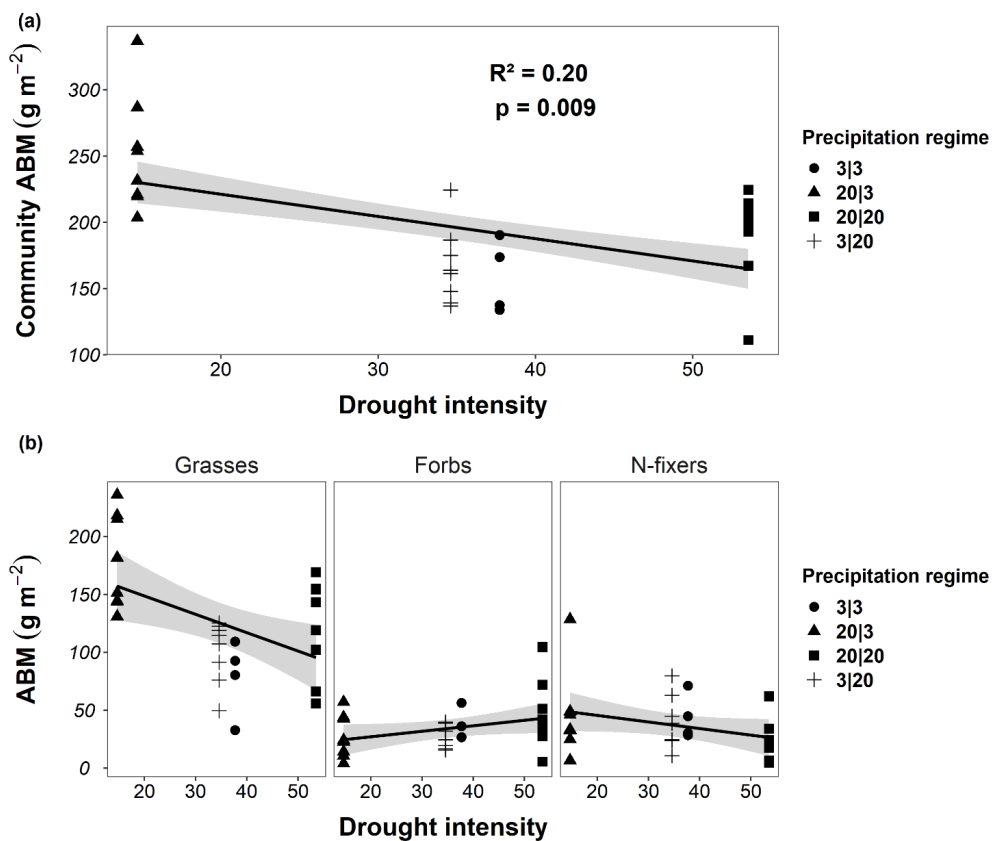 (a)
Community ABM (g m⁻²)
300
250
200
150
100
R² = 0.20
p = 0.009
20
30
40
50
Drought intensity
Precipitation regime
3|3
20|3
20|20
3|20
(b)
Grasses
Forbs
N-fixers
ABM (g m⁻²)
200
150
100
50
0
20 30 40 50
20 30 40 50
20 30 40 50
Drought intensity
Precipitation regime
3|3
20|3
20|20
3|20